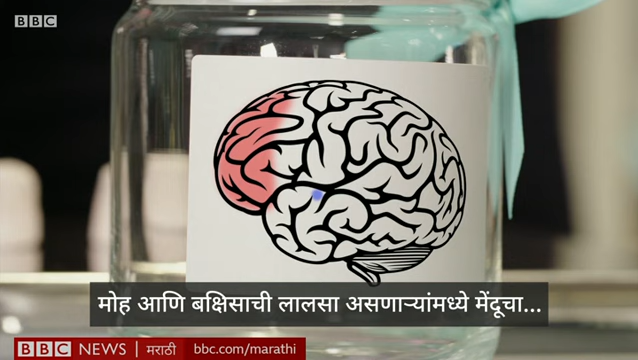 BBC
मोह आणि बक्षिसाची लालसा असणाऱ्यांमध्ये मेंदूचा...
BBC NEWS | मराठी bbc.com/marathi